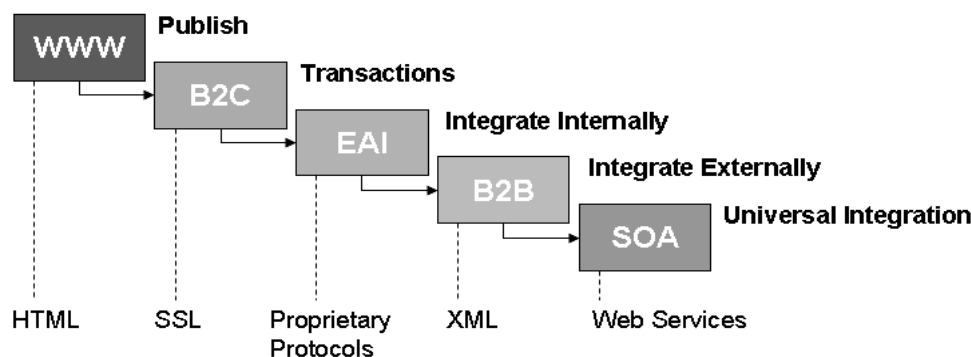 WWW
Publish
B2C
Transactions
EAI
Integrate Internally
B2B
Integrate Externally
SOA
Universal Integration
HTML
SSL
Proprietary
Protocols
XML
Web Services